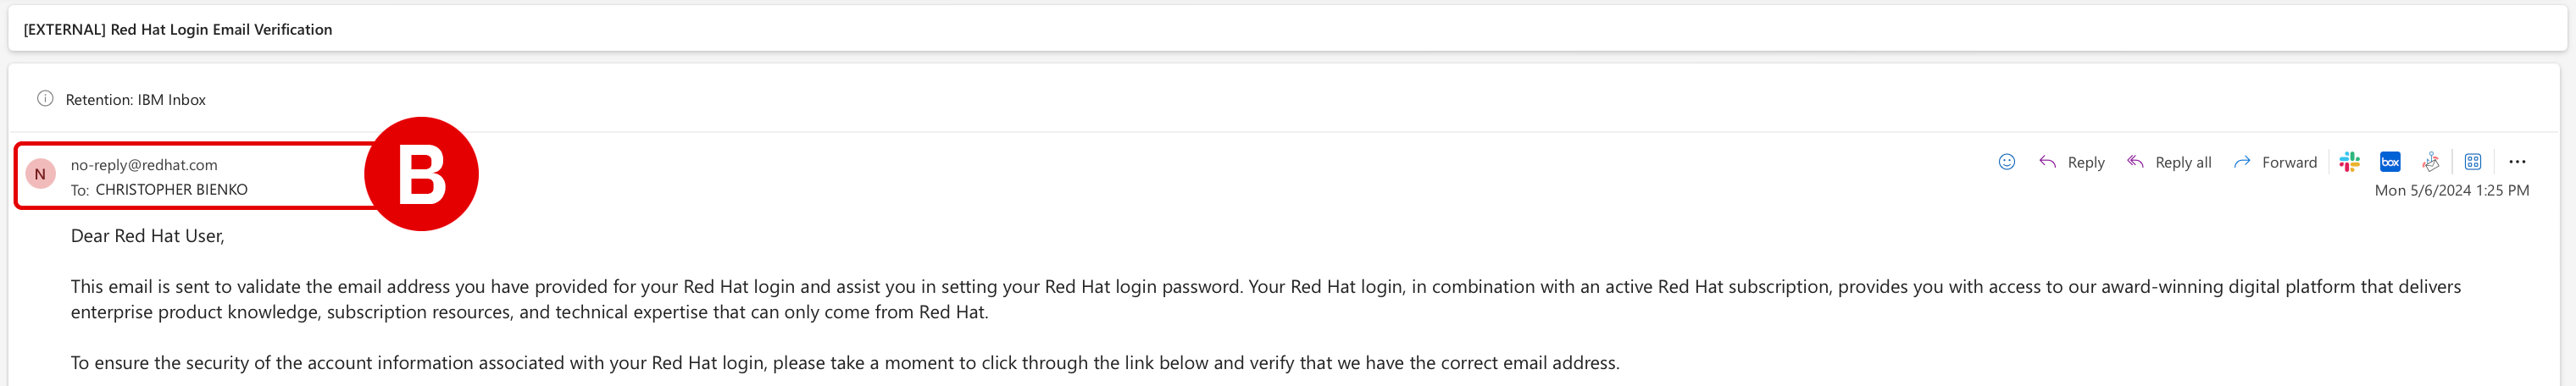 [EXTERNAL] Red Hat Login Email Verification
Retention: IBM Inbox
B
N
no-reply@redhat.com
To: CHRISTOPHER BIENKO
Reply
Reply all
Forward
box
Mon 5/6/2024 1:25 PM
Dear Red Hat User,
This email is sent to validate the email address you have provided for your Red Hat login and assist you in setting your Red Hat login password. Your Red Hat login, in combination with an active Red Hat subscription, provides you with access to our award-winning digital platform that delivers
enterprise product knowledge, subscription resources, and technical expertise that can only come from Red Hat.
To ensure the security of the account information associated with your Red Hat login, please take a moment to click through the link below and verify that we have the correct email address.